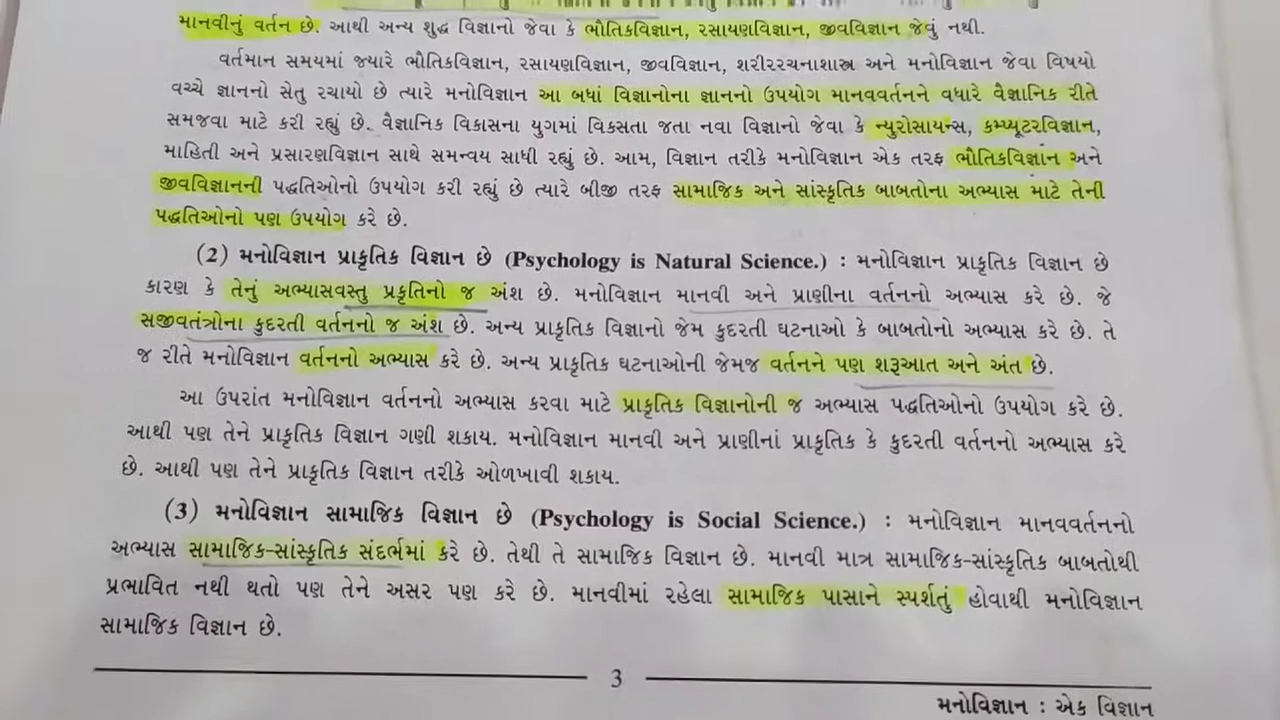 માનવીનું વર્તન છે. આથી અન્ય શુદ્ધ વિજ્ઞાનો જેવા કે ભૌતિકવિજ્ઞાન, રસાયણવિજ્ઞાન, જીવવિજ્ઞાન જેવું નથી.
વર્તમાન સમયમાં જ્યારે ભૌતિકવિજ્ઞાન, રસાયણવિજ્ઞાન, જીવવિજ્ઞાન, શરીરરચનાશાસ્ત્ર અને મનોવિજ્ઞાન જેવા વિષયો
વચ્ચે જ્ઞાનનો સેતુ રચાયો છે ત્યારે મનોવિજ્ઞાન આ બધાં વિજ્ઞાનોના જ્ઞાનનો ઉપયોગ માનવવર્તનને વધારે વૈજ્ઞાનિક રીતે
સમજવા માટે કરી રહ્યું છે. વૈજ્ઞાનિક વિકાસના યુગમાં વિકસતા જતા નવા વિજ્ઞાનો જેવા કે ન્યુરોસાયન્સ, કમ્પ્યૂટરવિજ્ઞાન,
માહિતી અને પ્રસારણવિજ્ઞાન સાથે સમન્વય સાધી રહ્યું છે. આમ, વિજ્ઞાન તરીકે મનોવિજ્ઞાન એક તરફ ભૌતિકવિજ્ઞાન અને
જીવવિજ્ઞાનની પદ્ધતિઓનો ઉપયોગ કરી રહ્યું છે ત્યારે બીજી તરફ સામાજિક અને સાંસ્કૃતિક બાબતોના અભ્યાસ માટે તેની
પદ્ધતિઓનો પણ ઉપયોગ કરે છે.
(2) મનોવિજ્ઞાન પ્રાકૃતિક વિજ્ઞાન છે (Psychology is Natural Science.) : મનોવિજ્ઞાન પ્રાકૃતિક વિજ્ઞાન છે
કારણ કે તેનું અભ્યાસવસ્તુ પ્રકૃતિનો જ અંશ છે. મનોવિજ્ઞાન માનવી અને પ્રાણીના વર્તનનો અભ્યાસ કરે છે. જે
સજીવતંત્રોના કુદરતી વર્તનનો જ અંશ છે. અન્ય પ્રાકૃતિક વિજ્ઞાનો જેમ કુદરતી ઘટનાઓ કે બાબતોનો અભ્યાસ કરે છે. તે
જ રીતે મનોવિજ્ઞાન વર્તનનો અભ્યાસ કરે છે. અન્ય પ્રાકૃતિક ઘટનાઓની જેમજ વર્તનને પણ શરૂઆત અને અંત છે.
આ ઉપરાંત મનોવિજ્ઞાન વર્તનનો અભ્યાસ કરવા માટે પ્રાકૃતિક વિજ્ઞાનોની જ અભ્યાસ પદ્ધતિઓનો ઉપયોગ કરે છે.
આથી પણ તેને પ્રાકૃતિક વિજ્ઞાન ગણી શકાય. મનોવિજ્ઞાન માનવી અને પ્રાણીનાં પ્રાકૃતિક કે કુદરતી વર્તનનો અભ્યાસ કરે
છે. આથી પણ તેને પ્રાકૃતિક વિજ્ઞાન તરીકે ઓળખાવી શકાય.
(3) મનોવિજ્ઞાન સામાજિક વિજ્ઞાન છે (Psychology is Social Science.) : મનોવિજ્ઞાન માનવવર્તનનો
અભ્યાસ સામાજિક-સાંસ્કૃતિક સંદર્ભમાં કરે છે. તેથી તે સામાજિક વિજ્ઞાન છે. માનવી માત્ર સામાજિક-સાંસ્કૃતિક બાબતોથી
પ્રભાવિત નથી થતો પણ તેને અસર પણ કરે છે. માનવીમાં રહેલા સામાજિક પાસાને સ્પર્શતું હોવાથી મનોવિજ્ઞાન
સામાજિક વિજ્ઞાન છે.
3
મનોવિજ્ઞાન : એક વિજ્ઞાન